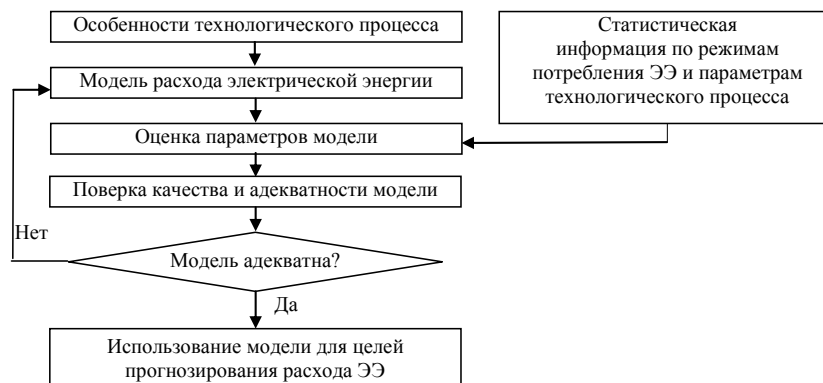 Особенности технологического процесса
Модель расхода электрической энергии
Оценка параметров модели
Поверка качества и адекватности модели
Нет
Модель адекватна?
Да
Использование модели для целей
прогнозирования расхода ЭЭ
Статистическая
информация по режимам
потребления ЭЭ и параметрам
технологического процесса